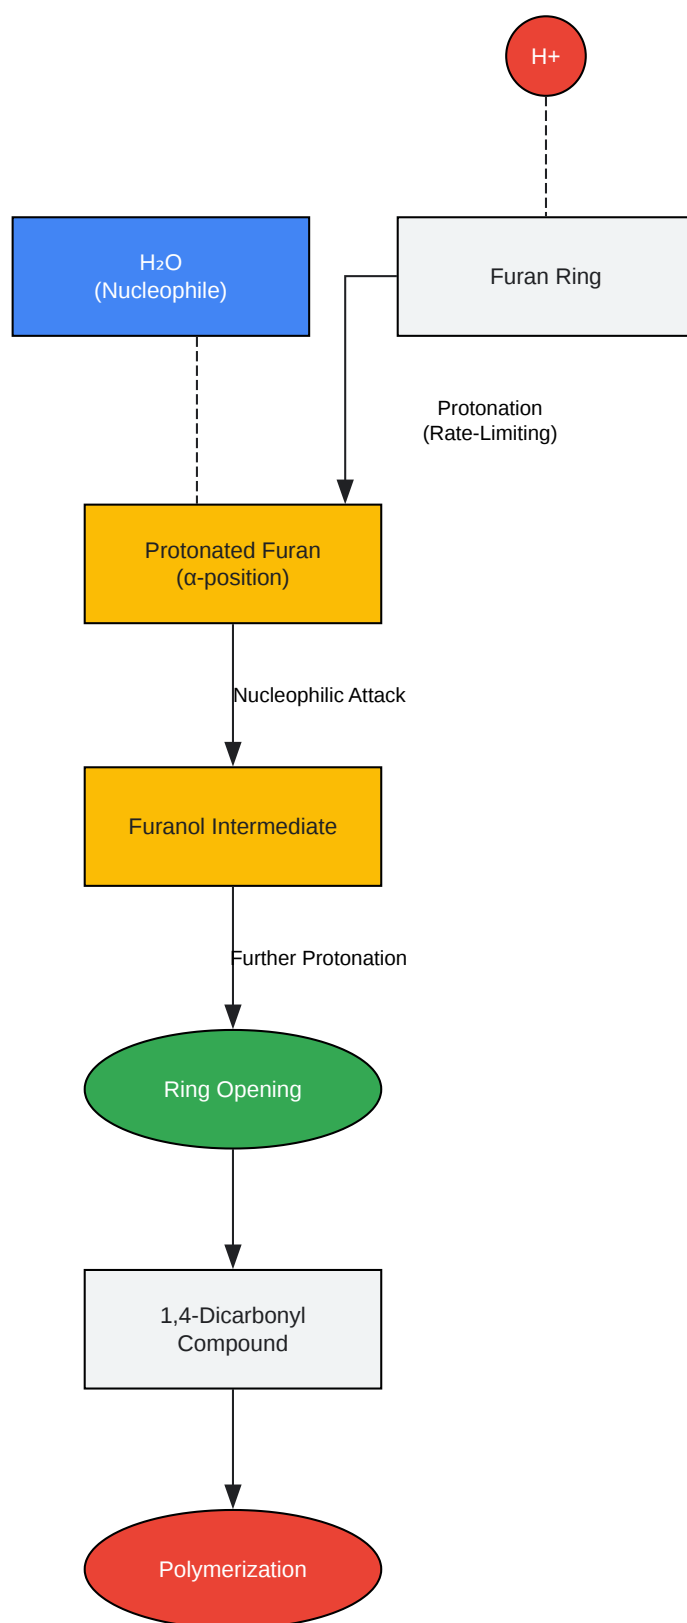 H+
H₂O
(Nucleophile)
Furan Ring
Protonation
(Rate-Limiting)
Protonated Furan
(α-position)
Nucleophilic Attack
Furanol Intermediate
Further Protonation
Ring Opening
1,4-Dicarbonyl
Compound
Polymerization